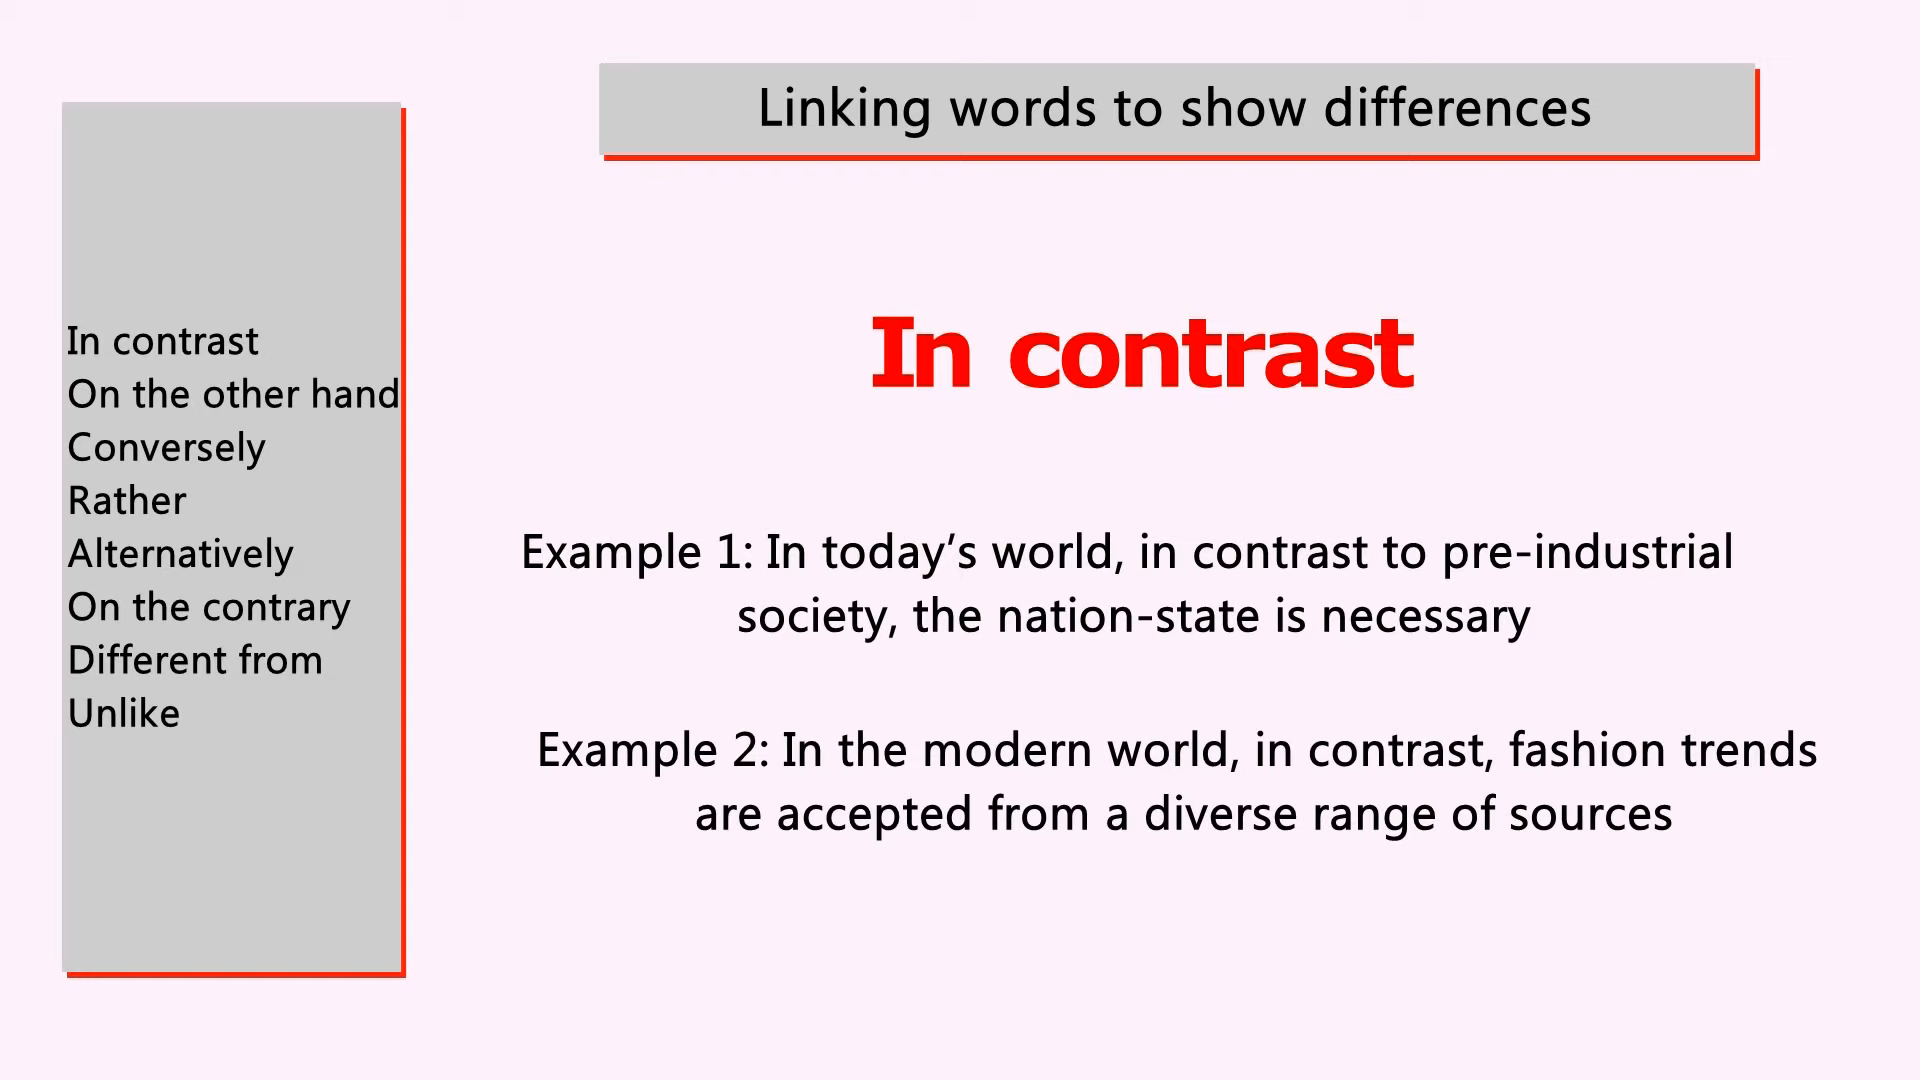 Linking words to show differences
In contrast
On the other hand
Conversely
Rather
Alternatively
On the contrary
Different from
Unlike
In contrast
Example 1: In today’s world, in contrast to pre-industrial
society, the nation-state is necessary
Example 2: In the modern world, in contrast, fashion trends
are accepted from a diverse range of sources